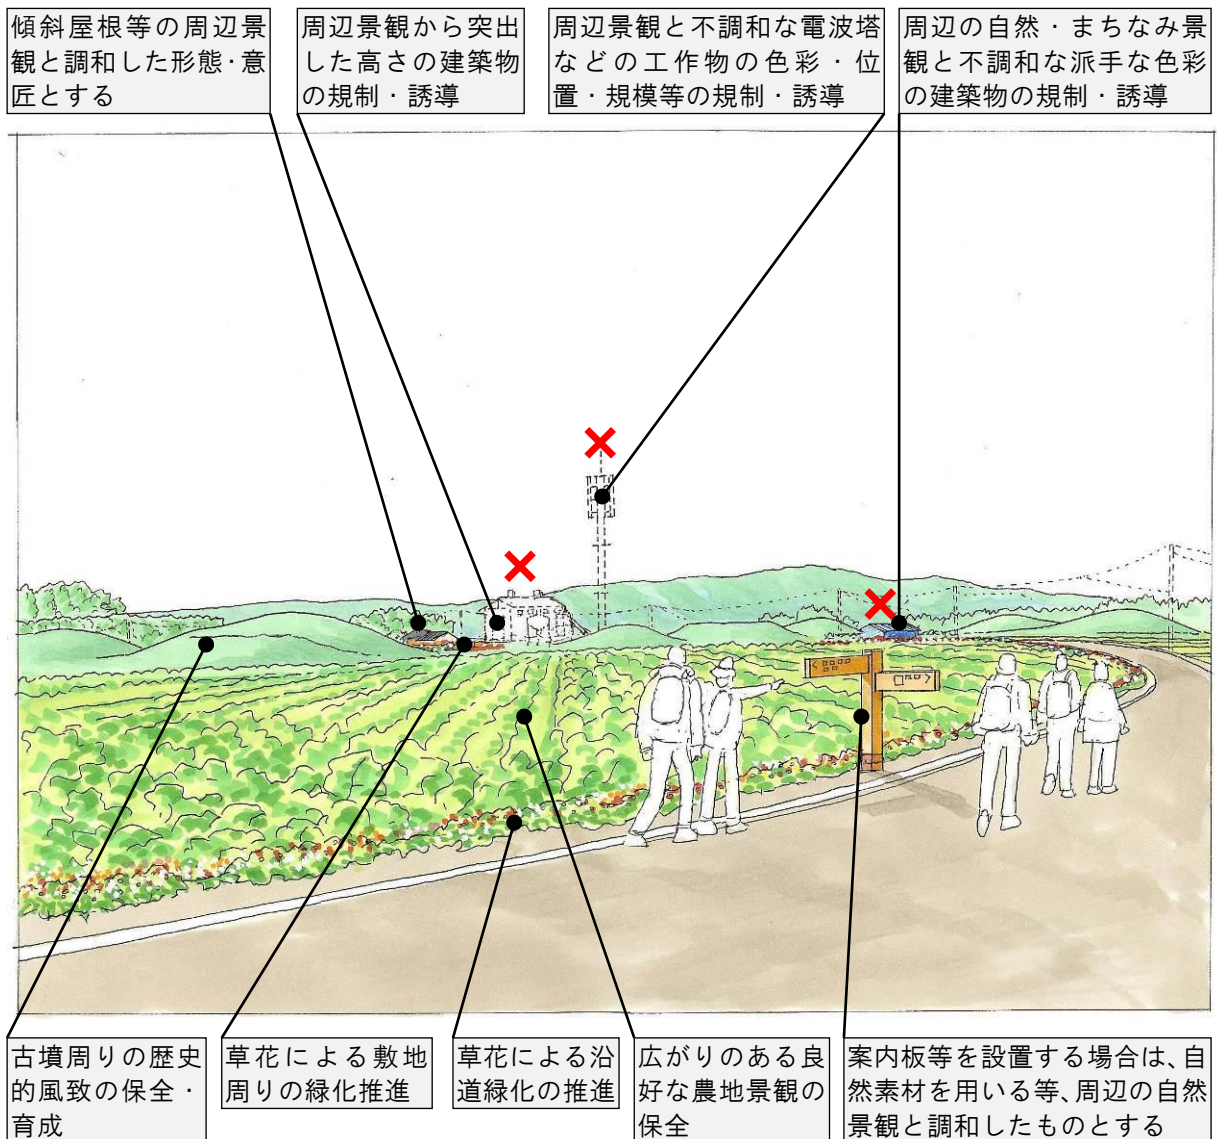 傾斜屋根等の周辺景
観と調和した形態・意
匠とする
周辺景観から突出
した高さの建築物
の規制・誘導
周辺景観と不調和な電波塔
などの工作物の色彩・位
置・規模等の規制・誘導
周辺の自然・まちなみ景
観と不調和な派手な色彩
の建築物の規制・誘導
古墳周りの歴史
的風致の保全・
育成
草花による敷地
周りの緑化推進
草花による沿
道緑化の推進
広がりのある良
好な農地景観の
保全
案内板等を設置する場合は、自
然素材を用いる等、周辺の自然
景観と調和したものとする